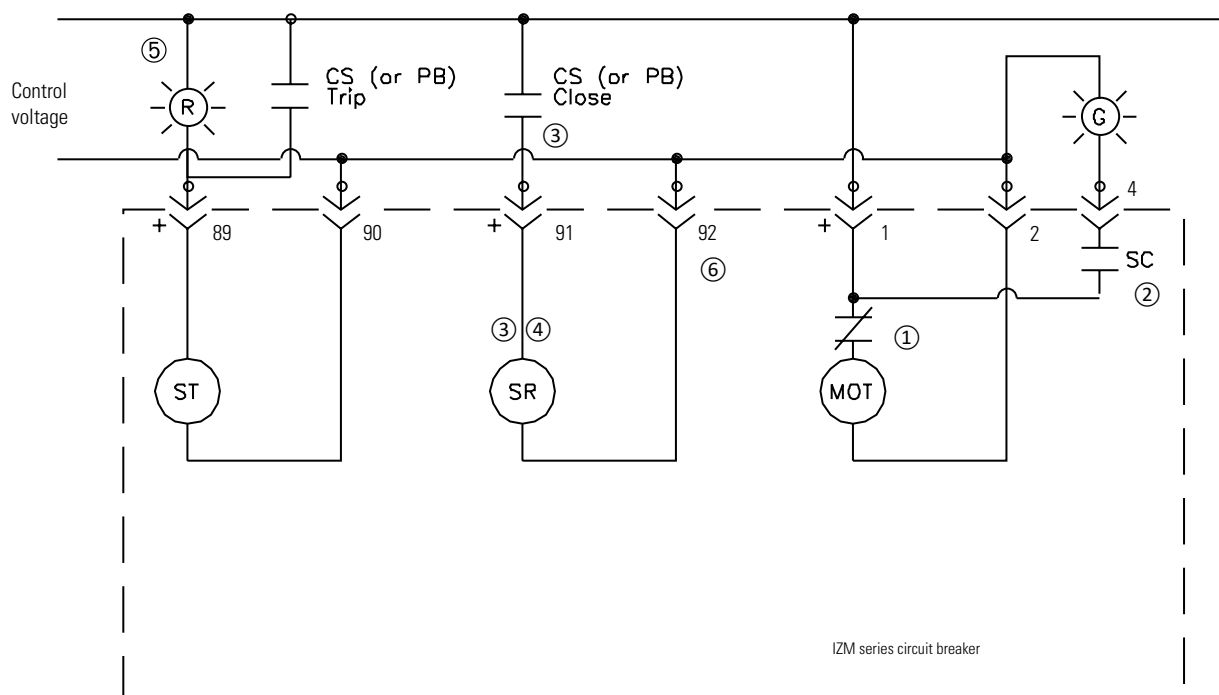 ⑤
CS (or PB)
Trip
CS (or PB)
Close
Control
voltage
R
G
③
4
+
89
90
+
91
92
+
1
2
SC
⑥
②
③ ④
①
ST
SR
MOT
IZM series circuit breaker